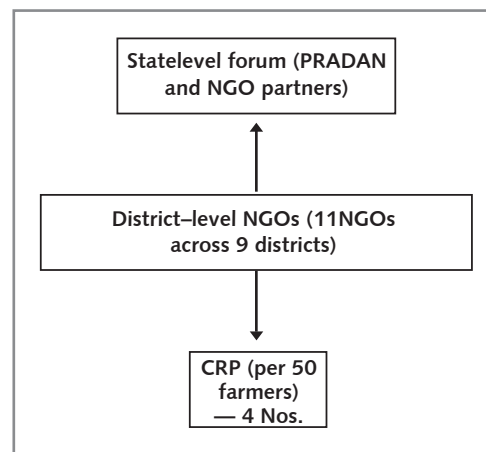 Statelevel forum (PRADAN
and NGO partners)
District–level NGOs (11NGOs
across 9 districts)
CRP (per 50
farmers)
— 4 Nos.